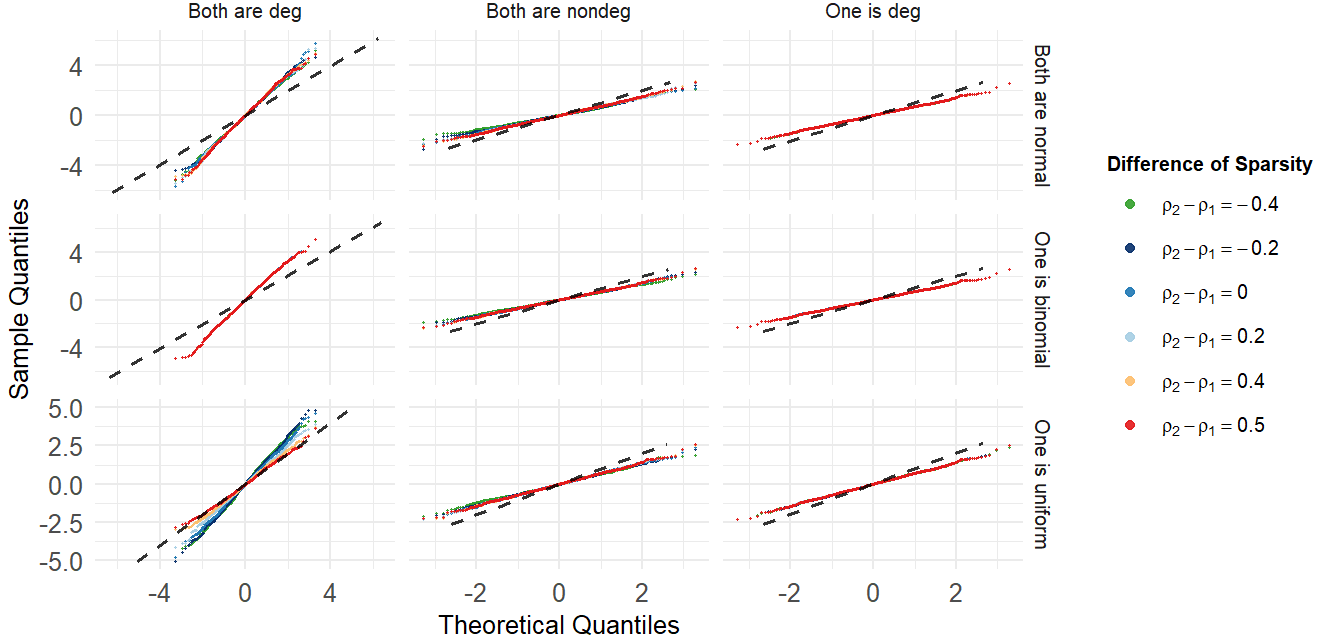 Both are deg
Both are nondeg
One is deg
4
0
-4
Both are normal
4
0
-4
One is binomial
5.0
2.5
0.0
-2.5
-5.0
One is uniform
-4 0 4
-2 0 2
-2 0 2
Sample Quantiles
Theoretical Quantiles
Difference of Sparsity
ρ₂ − ρ₁ = −0.4
ρ₂ − ρ₁ = −0.2
ρ₂ − ρ₁ = 0
ρ₂ − ρ₁ = 0.2
ρ₂ − ρ₁ = 0.4
ρ₂ − ρ₁ = 0.5